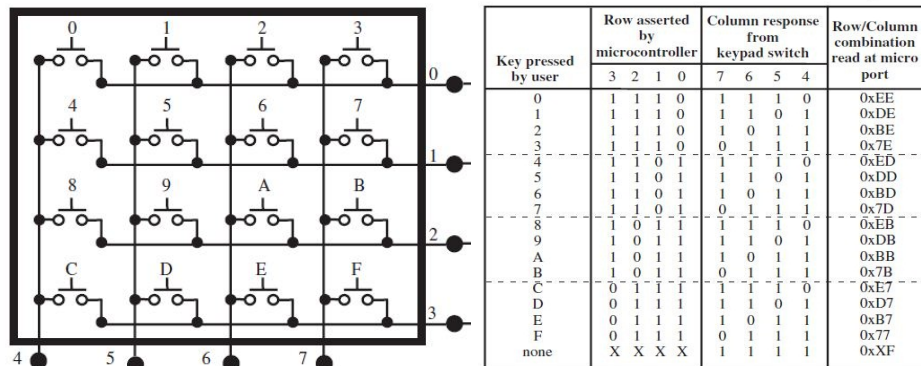 0 1 2 3
0
4 5 6 7
1
8 9 A B
2
C D E F
3
4 5 6 7
Key pressed by user | Row asserted by microcontroller | Column response from keypad switch | Row/Column combination read at micro port
3 2 1 0 | 7 6 5 4
0 | 1 1 1 0 | 1 1 1 0 | 0xEE
1 | 1 1 1 0 | 1 1 0 1 | 0xDE
2 | 1 1 1 0 | 1 0 1 1 | 0xBE
3 | 1 1 1 0 | 0 1 1 1 | 0x7E
4 | 1 1 0 1 | 1 1 1 0 | 0xED
5 | 1 1 0 1 | 1 1 0 1 | 0xDD
6 | 1 1 0 1 | 1 0 1 1 | 0xBD
7 | 1 1 0 1 | 0 1 1 1 | 0x7D
8 | 1 0 1 1 | 1 1 1 0 | 0xEB
9 | 1 0 1 1 | 1 1 0 1 | 0xDB
A | 1 0 1 1 | 1 0 1 1 | 0xBB
B | 1 0 1 1 | 0 1 1 1 | 0x7B
C | 0 1 1 1 | 1 1 1 0 | 0xE7
D | 0 1 1 1 | 1 1 0 1 | 0xD7
E | 0 1 1 1 | 1 0 1 1 | 0xB7
F | 0 1 1 1 | 0 1 1 1 | 0x77
none | X X X X | 1 1 1 1 | 0xXF